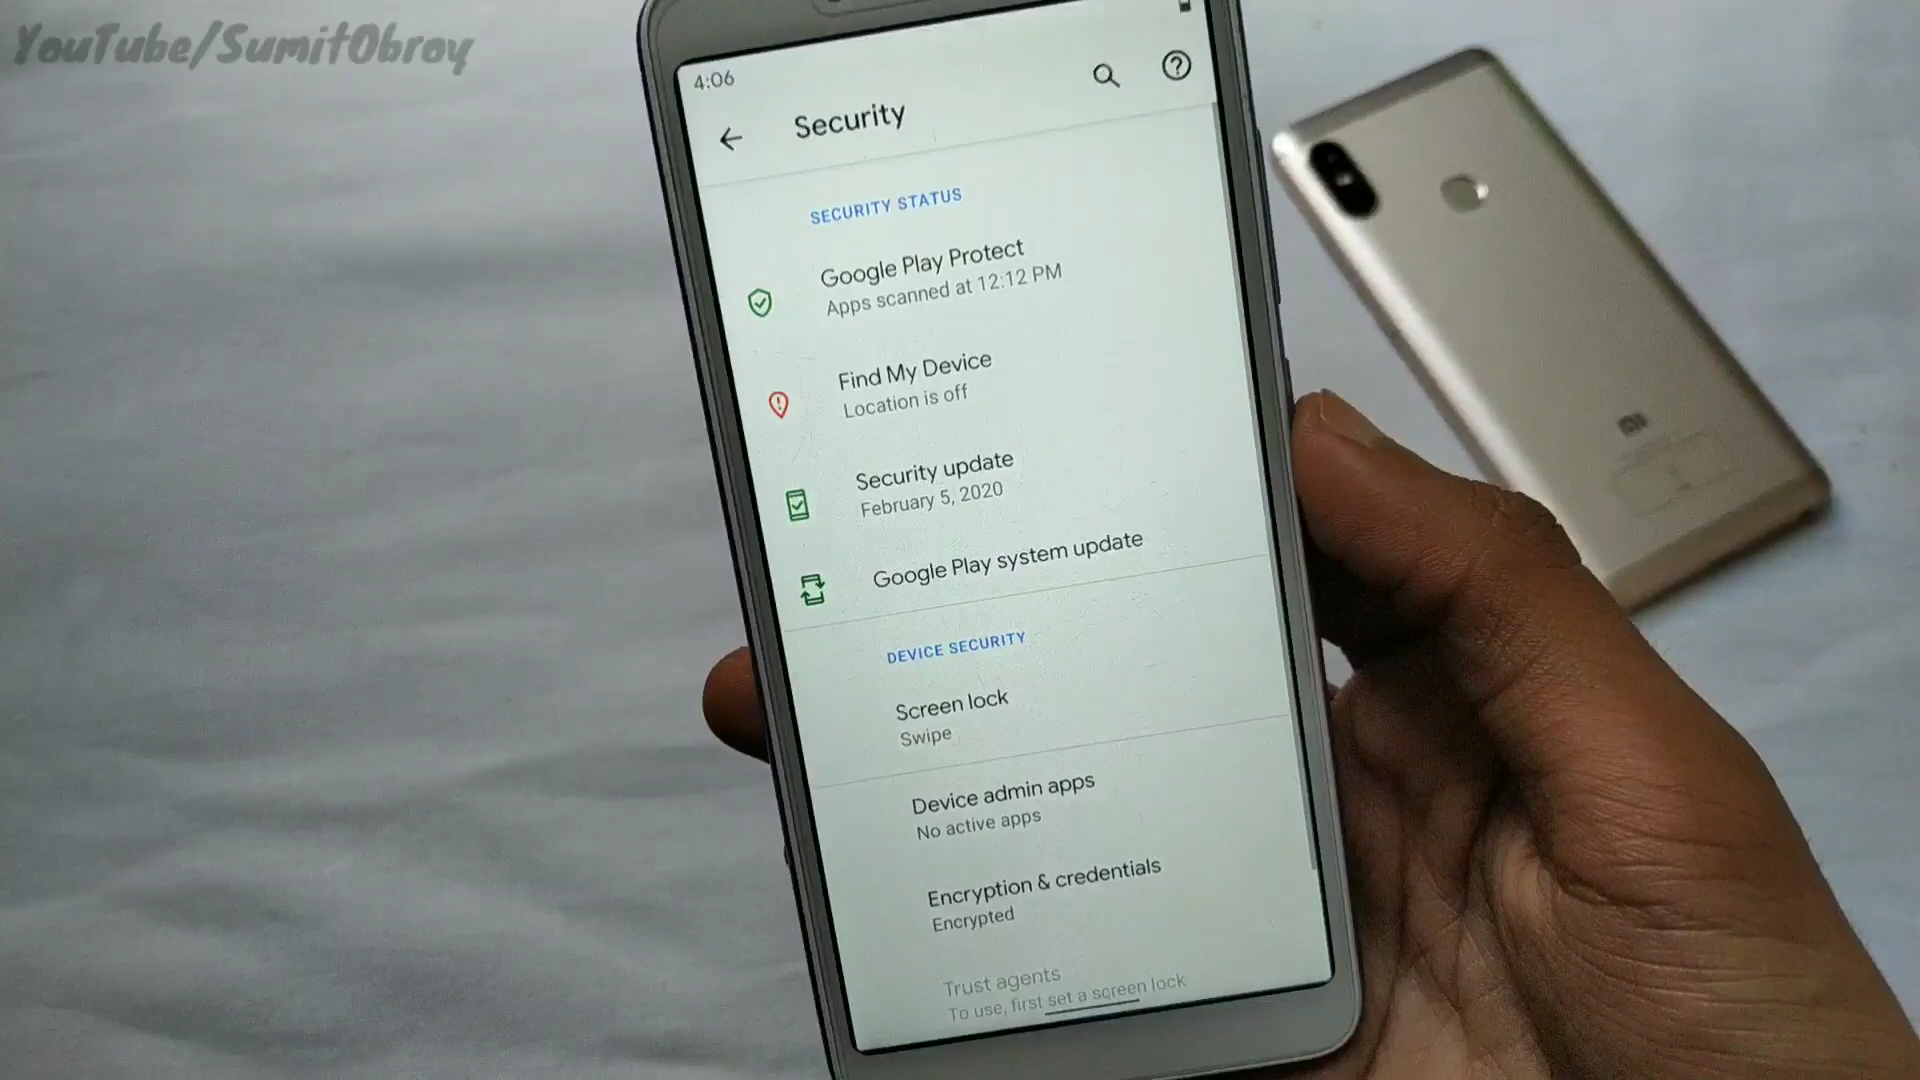 YouTube/SumitObroy
4:06
Security
SECURITY STATUS
Google Play Protect
Apps scanned at 12:12 PM
Find My Device
Location is off
Security update
February 5, 2020
Google Play system update
DEVICE SECURITY
Screen lock
Swipe
Device admin apps
No active apps
Encryption & credentials
Encrypted
Trust agents
To use, first set a screen lock